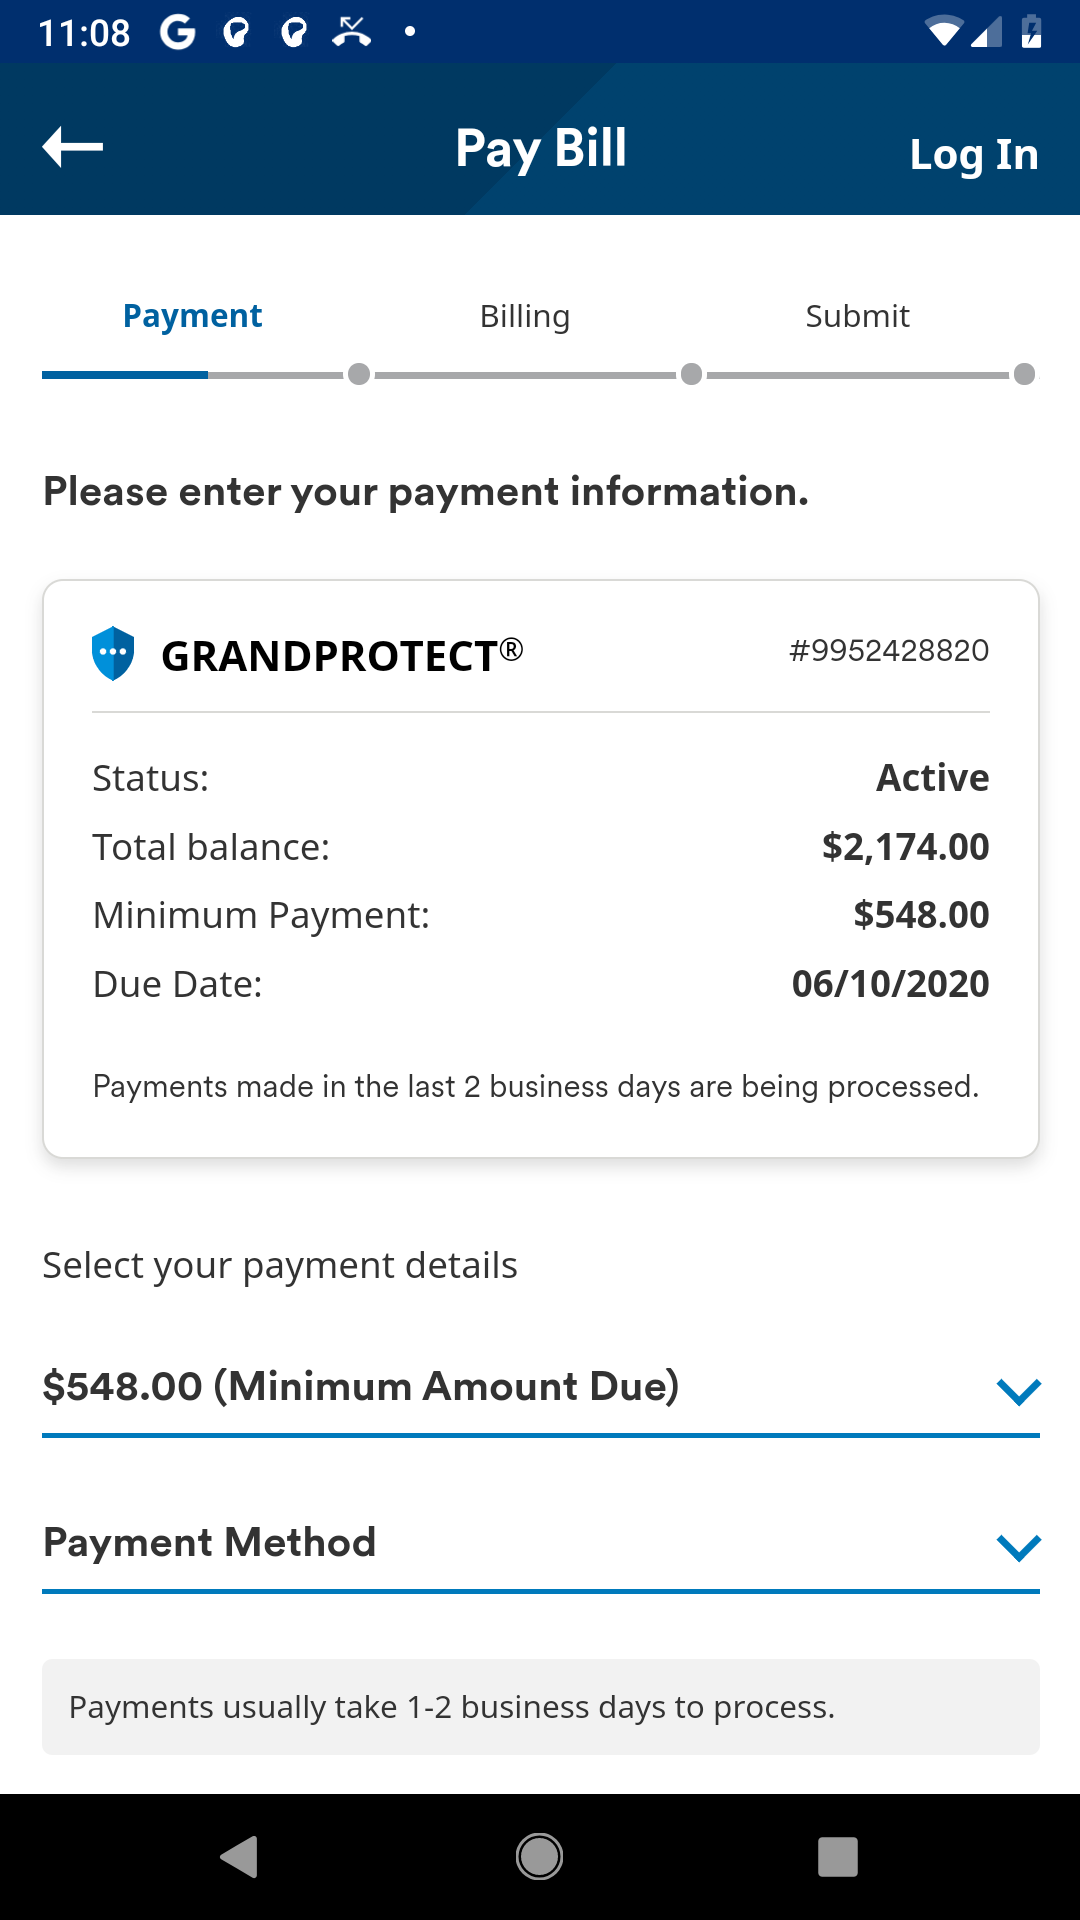 11:08
Pay Bill
Log In
Payment
Billing
Submit
Please enter your payment information.
GRANDPROTECT®
#9952428820
Status:
Active
Total balance:
$2,174.00
Minimum Payment:
$548.00
Due Date:
06/10/2020
Payments made in the last 2 business days are being processed.
Select your payment details
$548.00 (Minimum Amount Due)
Payment Method
Payments usually take 1-2 business days to process.